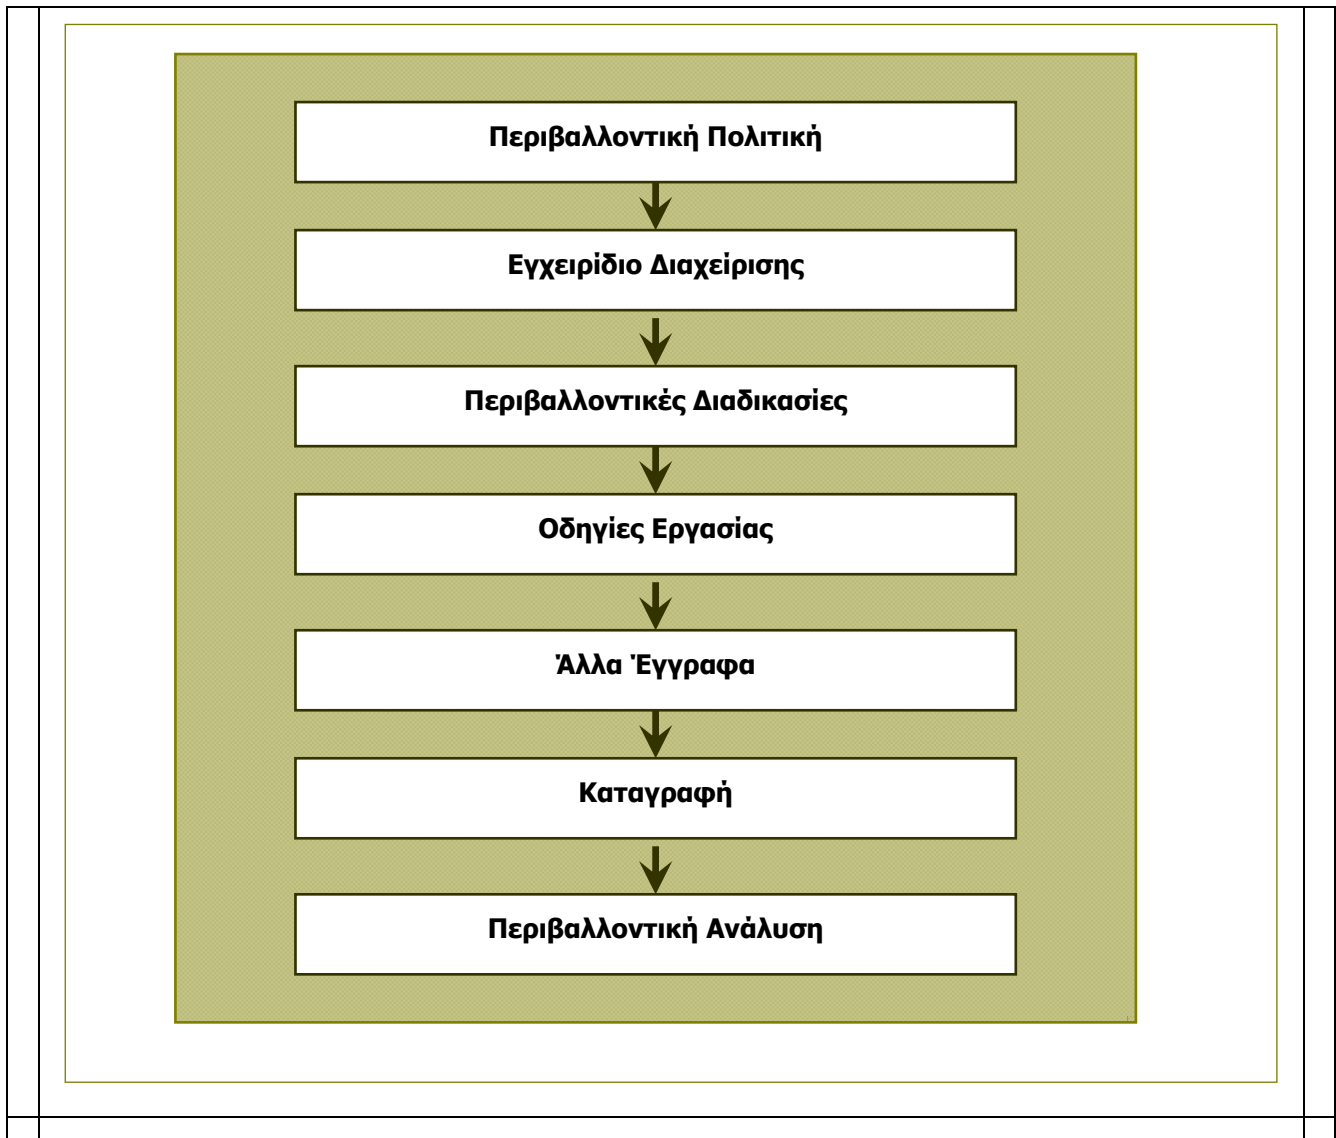 Περιβαλλοντική Πολιτική
Εγχειρίδιο Διαχείρισης
Περιβαλλοντικές Διαδικασίες
Οδηγίες Εργασίας
Άλλα Έγγραφα
Καταγραφή
Περιβαλλοντική Ανάλυση